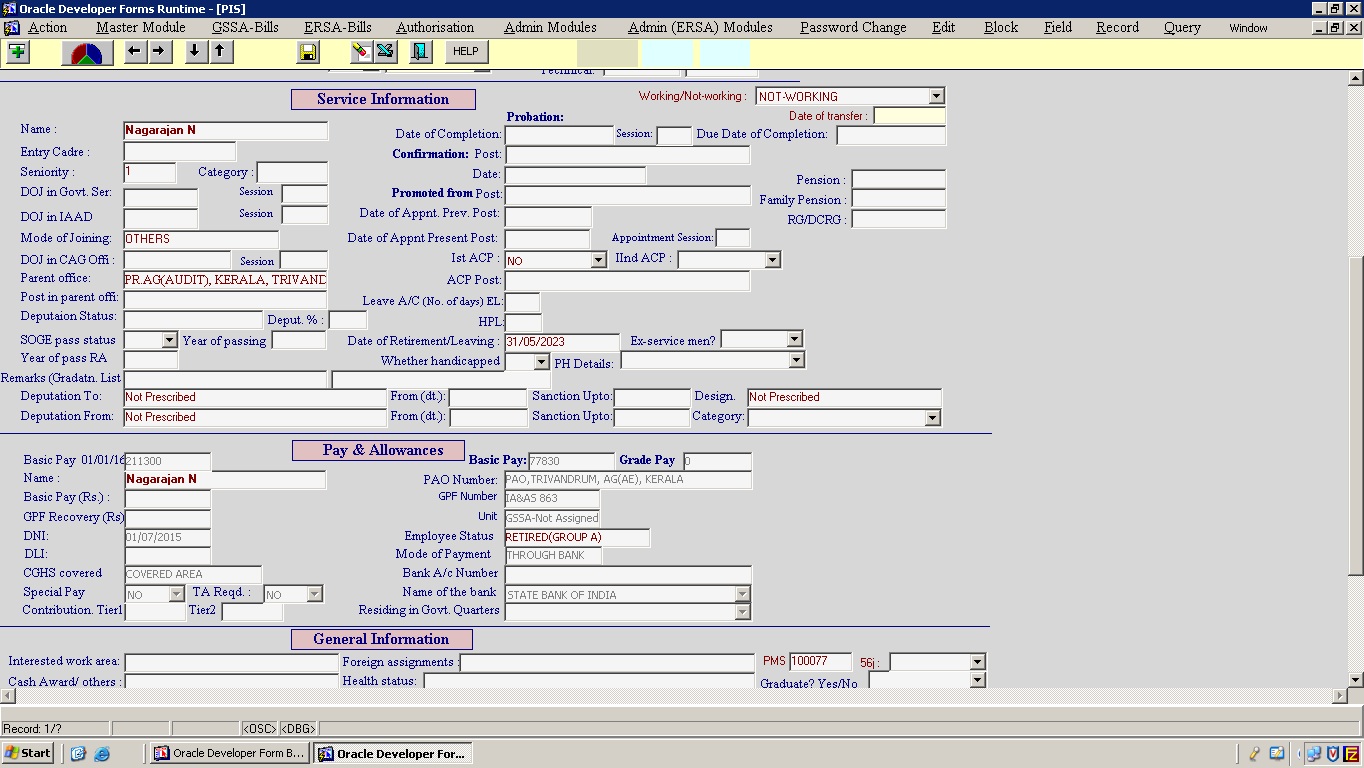 Oracle Developer Forms Runtime - [PIS]
Action Master Module GSSA-Bills ERSA-Bills Authorisation Admin Modules Admin (ERSA) Modules Password Change Edit Block Field Record Query Window
HELP
Technical:
Service Information Working/Not-working : NOT-WORKING
Probation: Date of transfer :
Name : Nagarajan N Date of Completion: Session: Due Date of Completion:
Entry Cadre : Confirmation: Post:
Seniority : 1 Category : Date: Pension :
DOJ in Govt. Ser: Session Promoted from Post: Family Pension :
DOJ in IAAD Session Date of Appnt. Prev. Post: RG/DCRG :
Mode of Joining: OTHERS Date of Appnt Present Post: Appointment Session:
DOJ in CAG Offi : Session Ist ACP : NO IInd ACP :
Parent office: PR.AG(AUDIT), KERALA, TRIVAND ACP Post:
Post in parent offi: Leave A/C (No. of days) EL:
Deputaion Status: Deput. % : HPL:
SOGE pass status Year of passing Date of Retirement/Leaving : 31/05/2023 Ex-service men?
Year of pass RA Whether handicapped PH Details:
Remarks (Gradatn. List
Deputation To: Not Prescribed From (dt.): Sanction Upto: Design. Not Prescribed
Deputation From: Not Prescribed From (dt.): Sanction Upto: Category:
Pay & Allowances
Basic Pay 01/01/16 211300 Basic Pay: 77830 Grade Pay 0
Name : Nagarajan N PAO Number: PAO,TRIVANDRUM, AG(AE), KERALA
Basic Pay (Rs.) : GPF Number IA&AS 863
GPF Recovery (Rs) Unit GSSA-Not Assigned
DNI: 01/07/2015 Employee Status RETIRED(GROUP A)
DLI: Mode of Payment THROUGH BANK
CGHS covered COVERED AREA Bank A/c Number
Special Pay NO TA Reqd. : NO Name of the bank STATE BANK OF INDIA
Contribution. Tier1 Tier2 Residing in Govt. Quarters
General Information
Interested work area: Foreign assignments : PMS 100077 56j :
Cash Award/ others : Health status: Graduate? Yes/No
Record: 1/? <OSC> <DBG>
Start Oracle Developer Form B... Oracle Developer For...